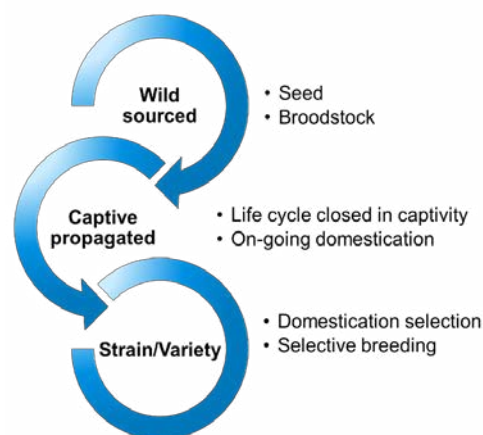 Wild
sourced
• Seed
• Broodstock
Captive
propagated
• Life cycle closed in captivity
• On-going domestication
Strain/Variety
• Domestication selection
• Selective breeding